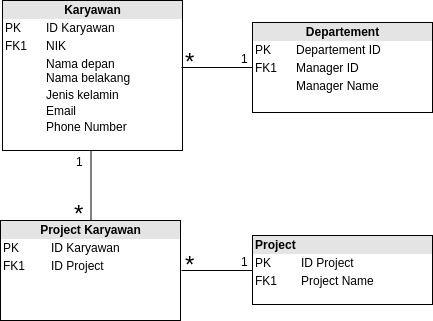 Karyawan
PK ID Karyawan
FK1 NIK
Nama depan
Nama belakang
Jenis kelamin
Email
Phone Number
* 1
Departement
PK Departement ID
FK1 Manager ID
Manager Name
1
*
Project Karyawan
PK ID Karyawan
FK1 ID Project
* 1
Project
PK ID Project
FK1 Project Name